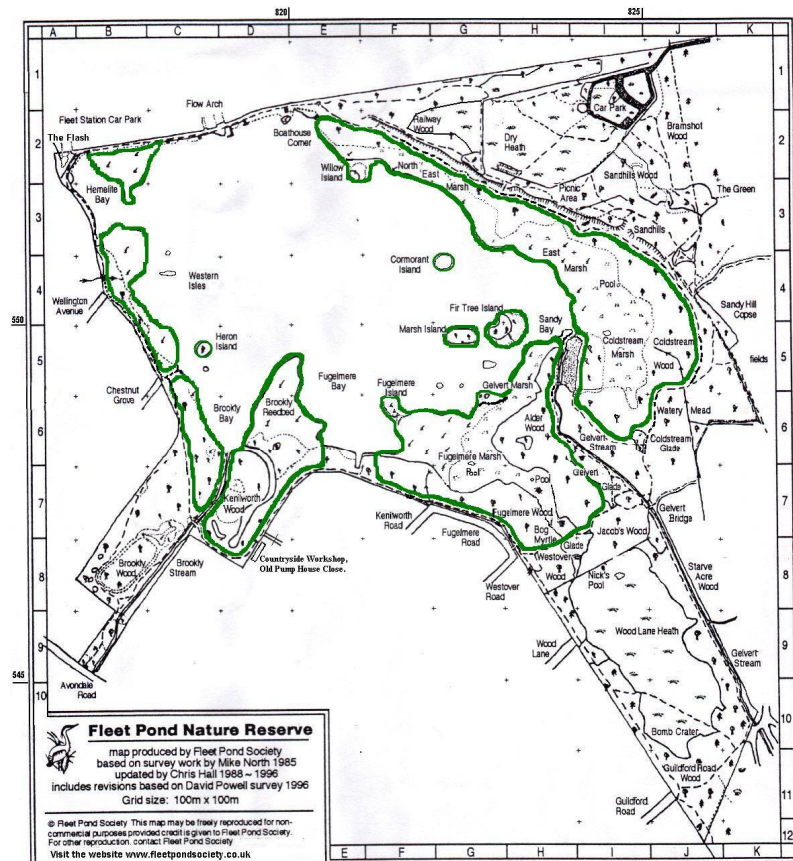 820
825
A B C D E F G H I J K
1
1
Flow Arch
Car Park
Fleet Station Car Park
Boathouse
Corner
Railway
Wood
Bramshot
Wood
2
The Flash
Dry
Heath
2
Willow
Island
North
East
Marsh
Sandhills Wood
Hemelite
Bay
Picnic
Area
The Green
3
3
Sandhills
East
Marsh
Cormorant
Island
Western
Isles
4
Pool
4
Wellington
Avenue
Fir Tree Island
Sandy Hill
Copse
550
Marsh Island
Sandy
Bay
Heron
Island
Coldstream
Marsh
Coldstream
Wood
5
fields
5
Fugelmere
Bay
Gelvert Marsh
Chestnut
Grove
Brookly
Reedbed
Fugelmere
Island
Brookly
Bay
Watery Mead
Alder
Wood
6
Gelvert
Stream
Coldstream
Glade
6
Fugelmere Marsh
Pool
Gelvert
Glade
7
Kenilworth
Wood
Pool
7
Kenilworth
Road
Fugelmere Wood
Gelvert
Bridge
Fugelmere
Road
Bog
Myrtle
Glade
Jacob's Wood
Brookly
Wood
Brookly
Stream
Countryside Workshop,
Old Pump House Close.
Westover
Wood
Nick's
Pool
Starve
Acre
Wood
8
Westover
Road
8
Wood Lane Heath
9
Wood
Lane
Gelvert
Stream
9
545
Avondale
Road
10
10
Bomb Crater
Fleet Pond Nature Reserve
map produced by Fleet Pond Society
based on survey work by Mike North 1985
updated by Chris Hall 1988 ~ 1996
includes revisions based on David Powell survey 1996
Grid size: 100m x 100m
Guildford Road
Wood
11
Guildford
Road
© Fleet Pond Society This map may be freely reproduced for non-
commercial purposes provided credit is given to Fleet Pond Society.
For other reproduction, contact Fleet Pond Society
Visit the website www.fleetpondsociety.co.uk
12
E F G H I J K